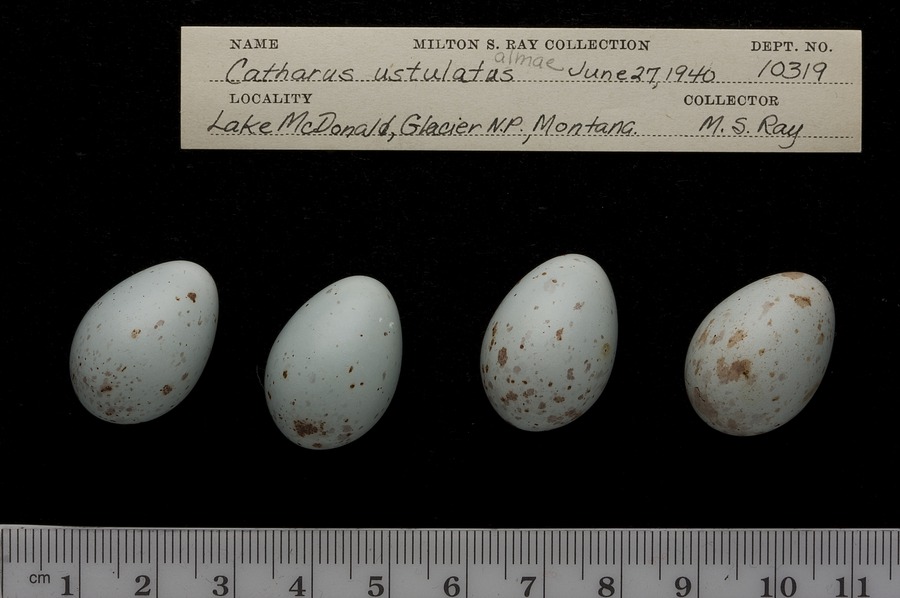 NAME MILTON S. RAY COLLECTION DEPT. NO.
almae
Catharus ustulatus June 27, 1940 10319
LOCALITY COLLECTOR
Lake McDonald, Glacier N.P., Montana. M. S. Ray
cm 1 2 3 4 5 6 7 8 9 10 11